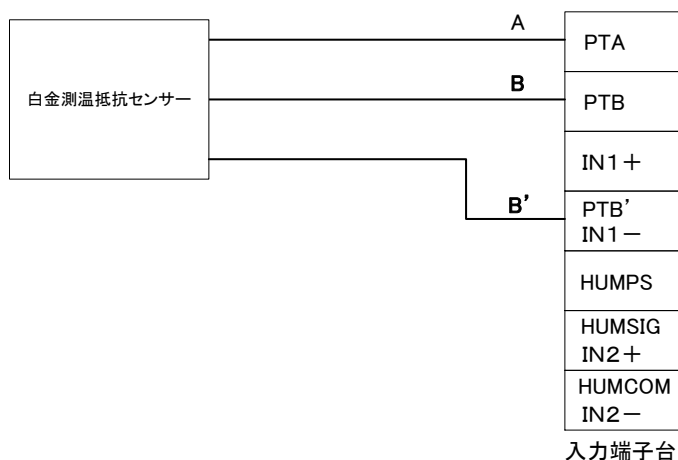 A
PTA
白金測温抵抗センサー
B
PTB
IN1+
B’
PTB’
IN1－
HUMPS
HUMSIG
IN2+
HUMCOM
IN2－
入力端子台